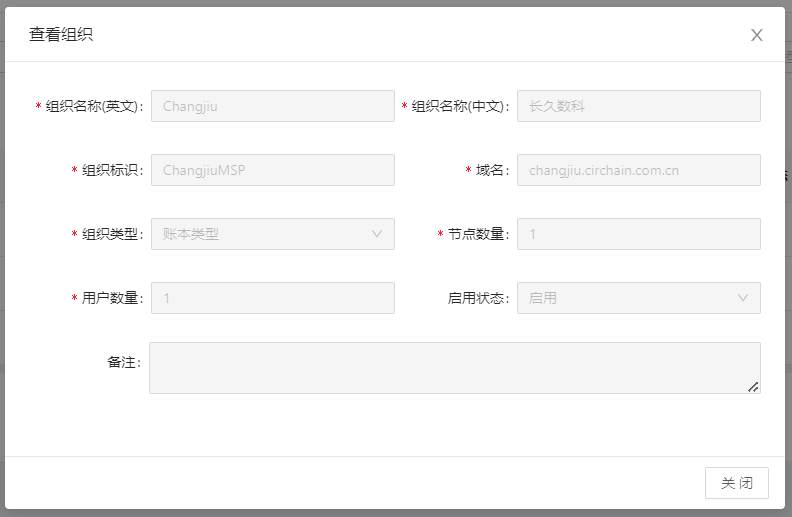 查看组织
* 组织名称(英文): Changjiu * 组织名称(中文): 长久数科
* 组织标识: ChangjiuMSP * 域名: changjiu.circhain.com.cn
* 组织类型: 账本类型 * 节点数量: 1
* 用户数量: 1 启用状态: 启用
备注:
关 闭